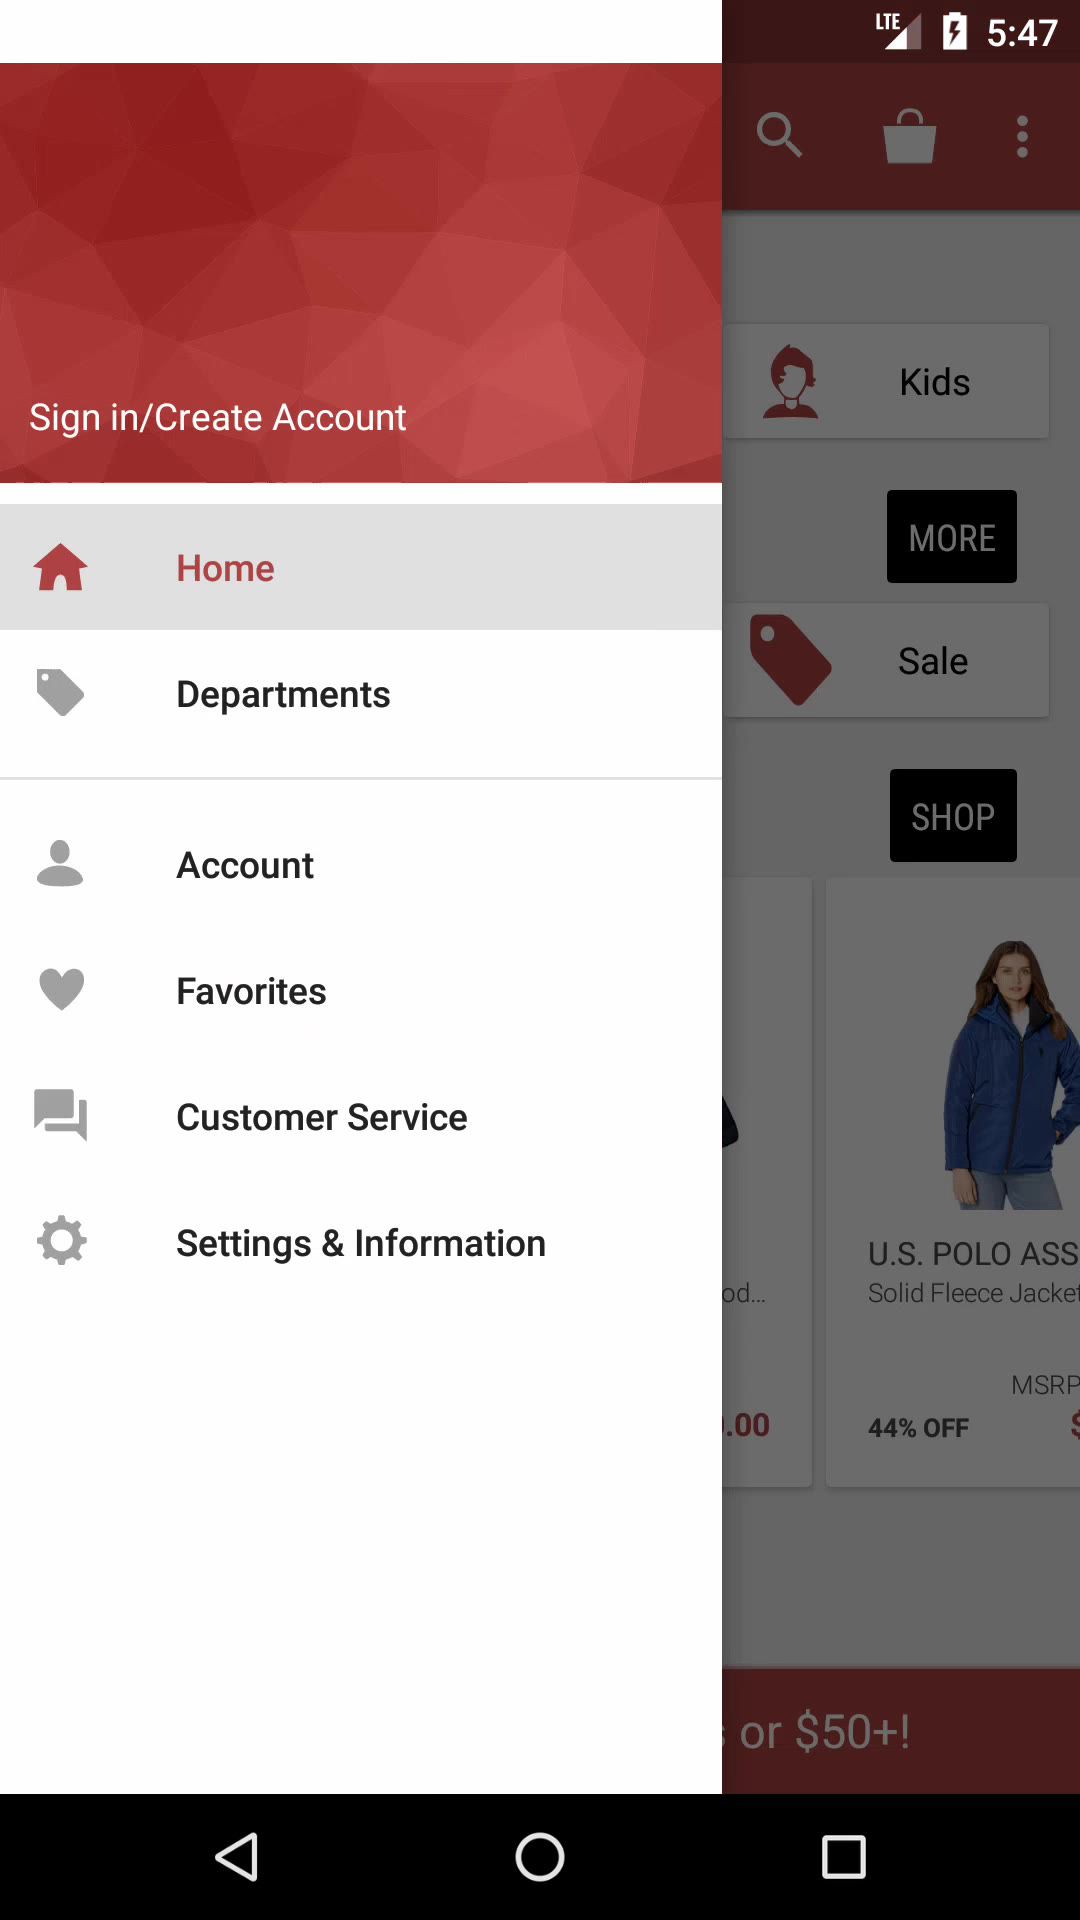 LTE 5:47
Sign in/Create Account
Kids
MORE
Home
Sale
Departments
SHOP
Account
Favorites
Customer Service
Settings & Information
U.S. POLO ASS
Solid Fleece Jacket
od...
MSRP
.00
44% OFF
$
or $50+!